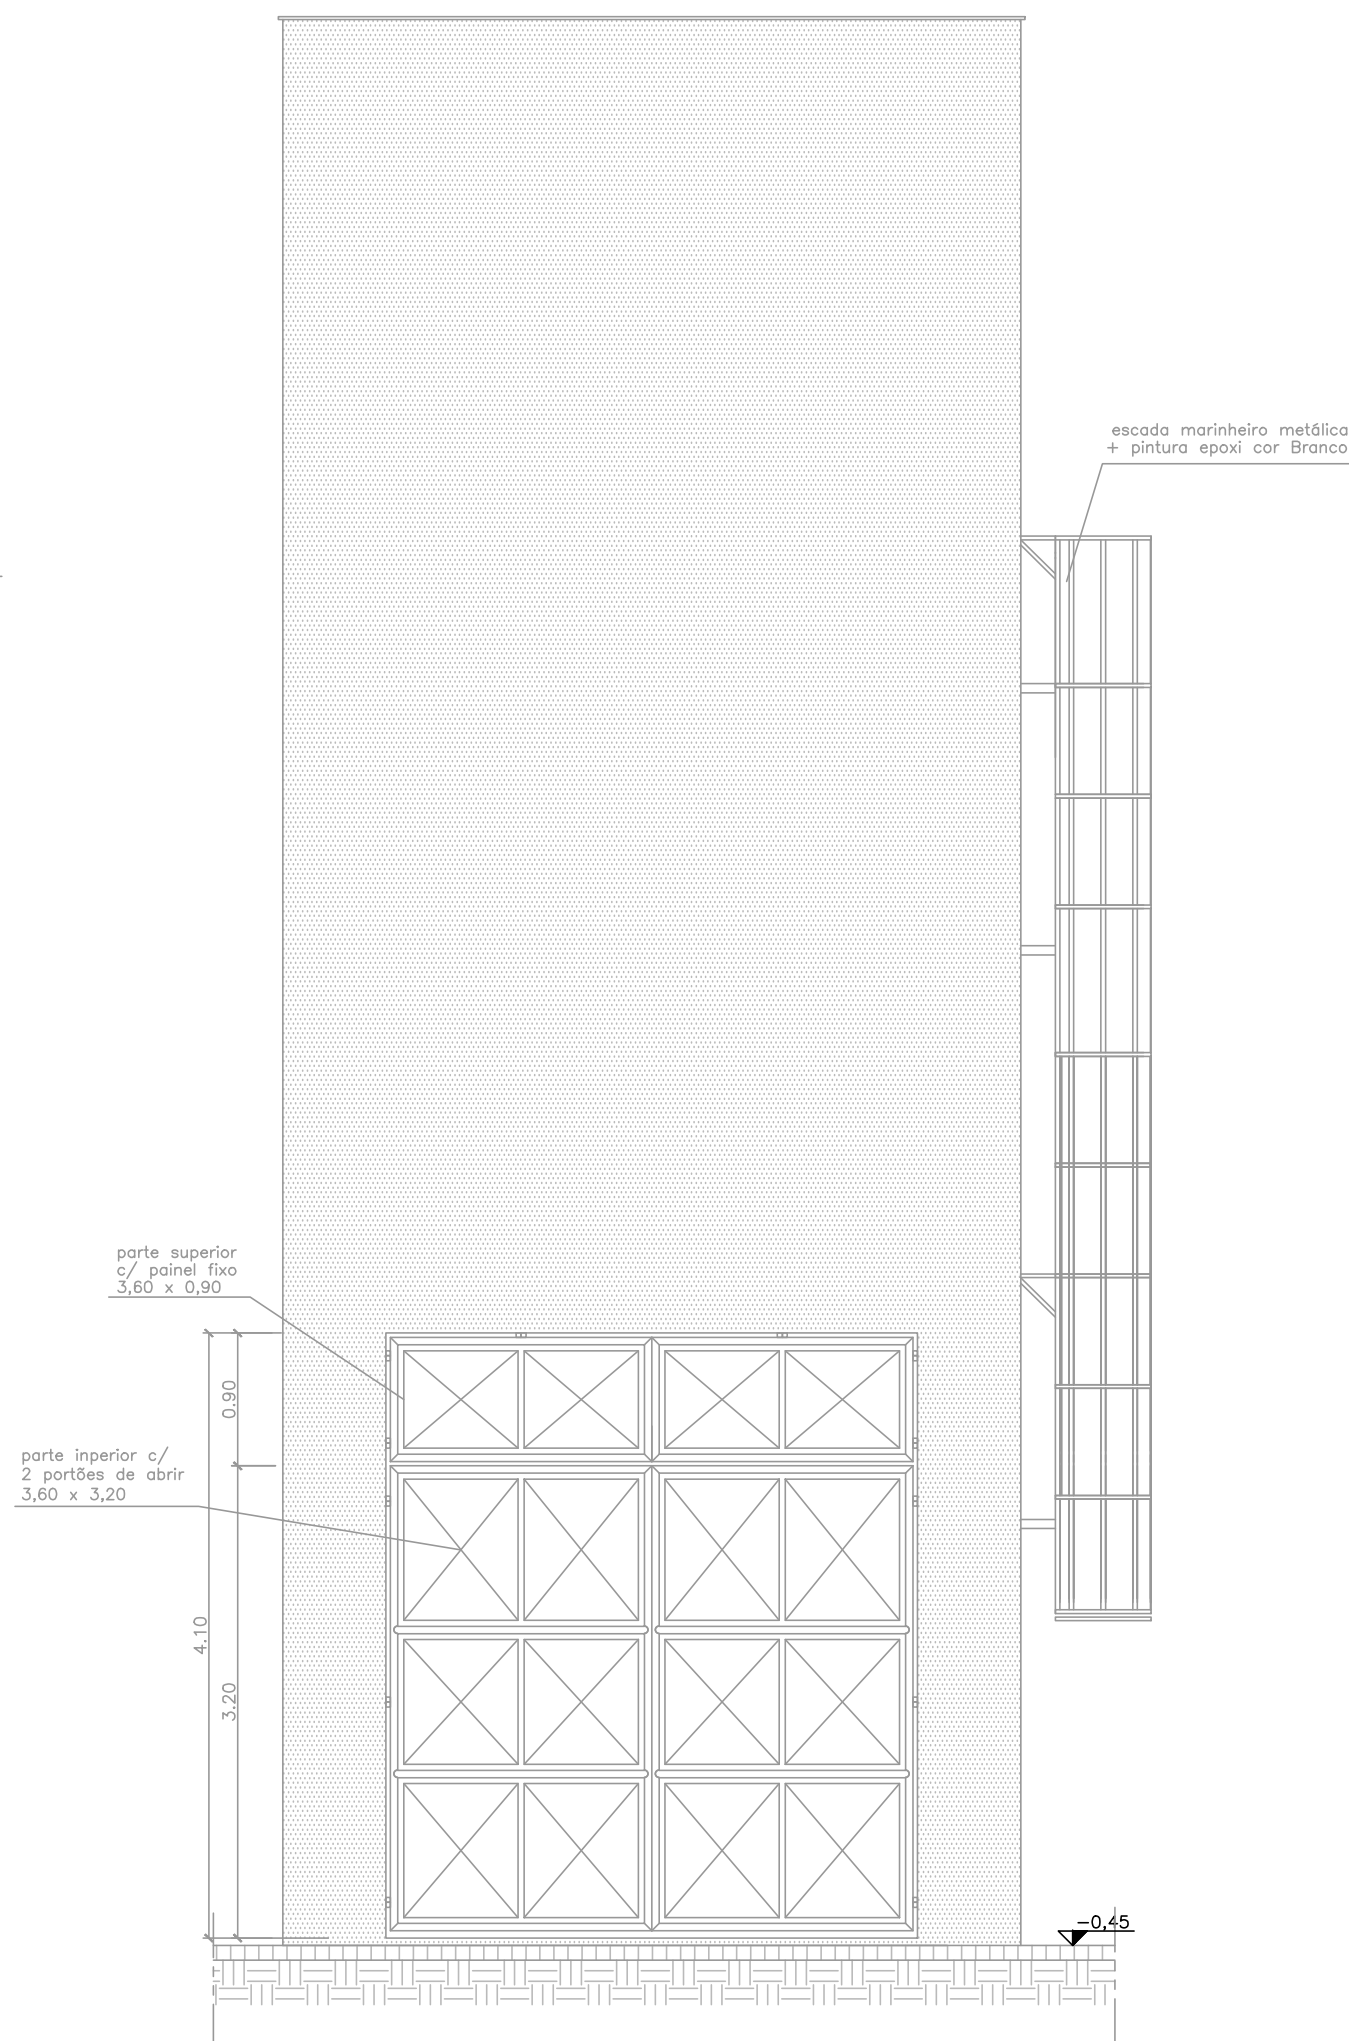 escada marinheiro metálica
+ pintura epoxi cor Branco
parte superior
c/ painel fixo
3,60 x 0,90
0.90
parte inperior c/
2 portões de abrir
3,60 x 3,20
4.10
3.20
-0,45